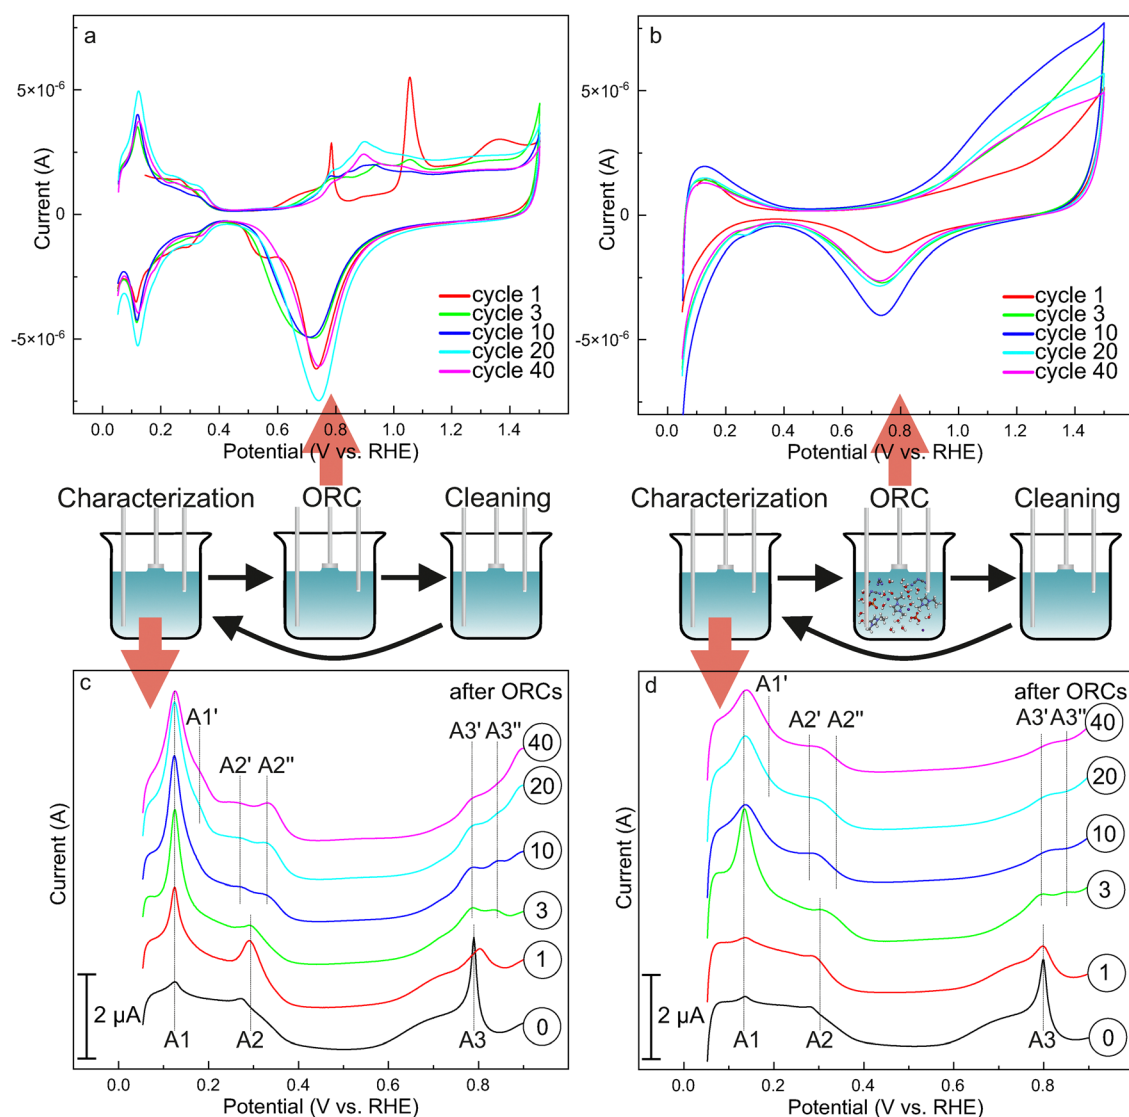 a
5×10⁻⁶
0
-5×10⁻⁶
Current (A)
cycle 1
cycle 3
cycle 10
cycle 20
cycle 40
0.0 0.2 0.4 0.6 0.8 1.0 1.2 1.4
Potential (V vs. RHE)
b
5×10⁻⁶
0
-5×10⁻⁶
Current (A)
cycle 1
cycle 3
cycle 10
cycle 20
cycle 40
0.0 0.2 0.4 0.6 0.8 1.0 1.2 1.4
Potential (V vs. RHE)
Characterization ORC Cleaning
Characterization ORC Cleaning
c
after ORCs
A1'
A2' A2''
A3' A3''
40
20
10
3
1
0
2 µA
A1 A2 A3
Current (A)
0.0 0.2 0.4 0.6 0.8
Potential (V vs. RHE)
d
after ORCs
A1'
A2' A2''
A3' A3''
40
20
10
3
1
0
2 µA
A1 A2 A3
Current (A)
0.0 0.2 0.4 0.6 0.8
Potential (V vs. RHE)